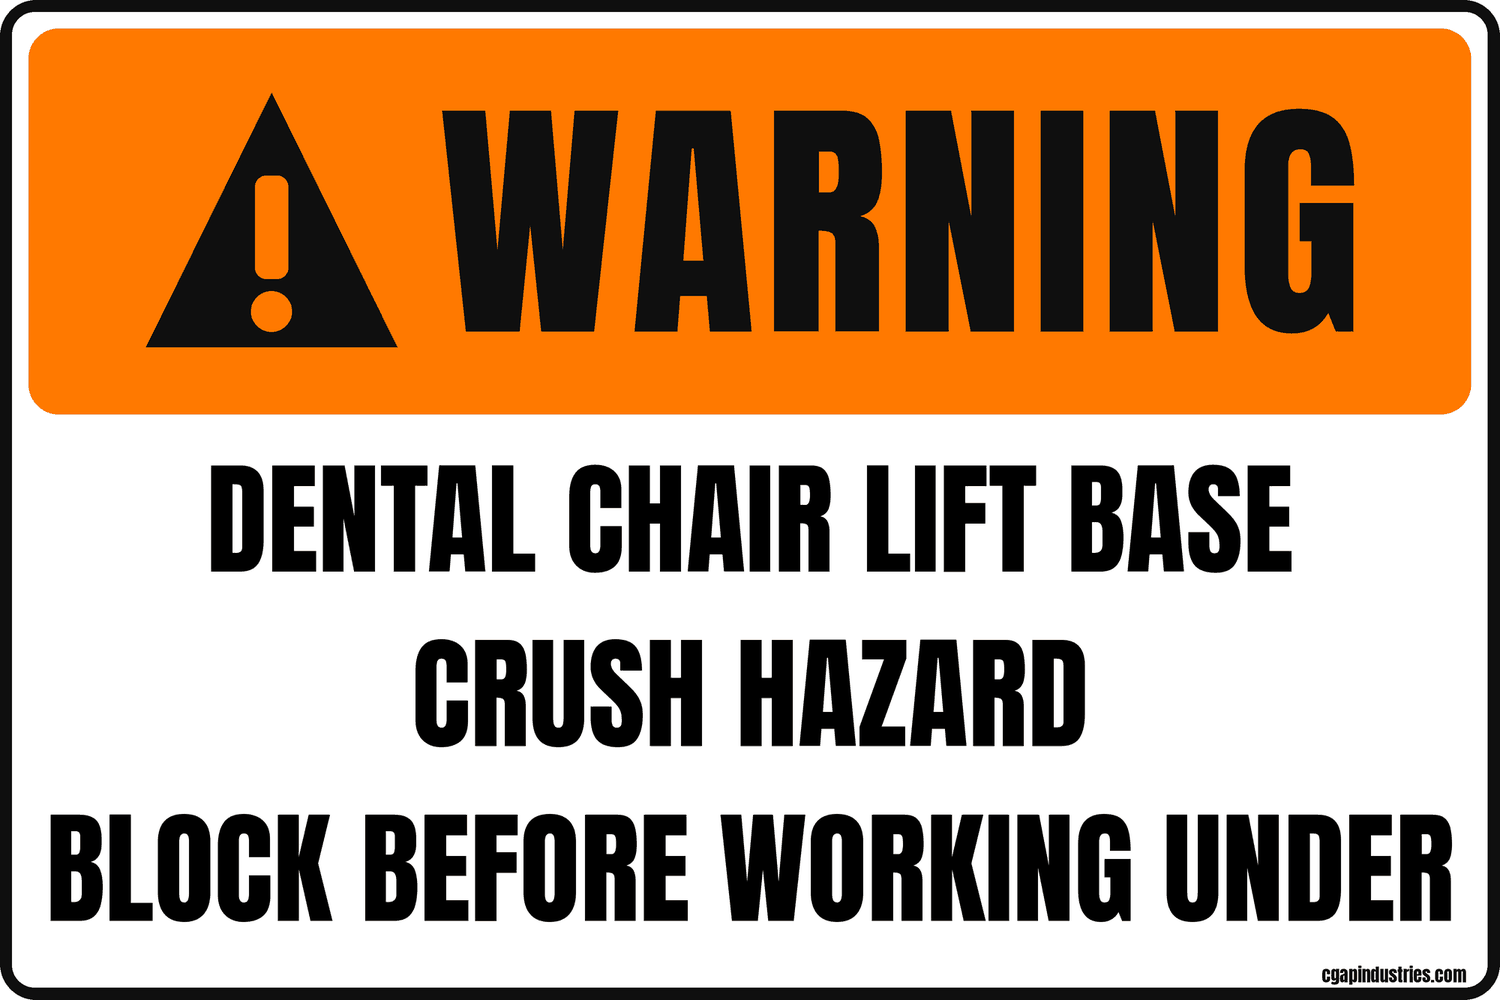 WARNING
DENTAL CHAIR LIFT BASE
CRUSH HAZARD
BLOCK BEFORE WORKING UNDER
cgapindustries.com